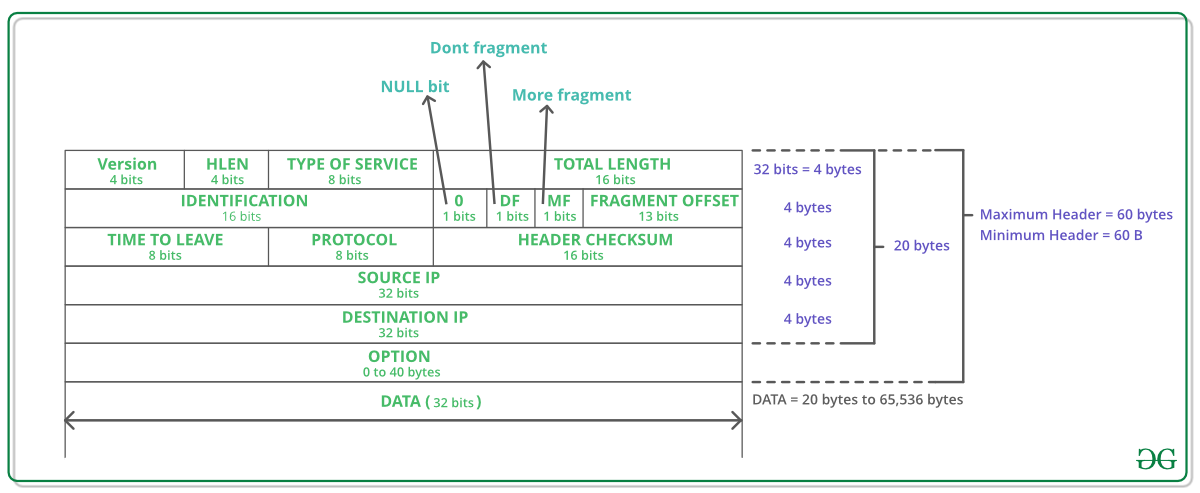 Dont fragment
NULL bit
More fragment
Version HLEN TYPE OF SERVICE TOTAL LENGTH
4 bits 4 bits 8 bits 16 bits
32 bits = 4 bytes
IDENTIFICATION 0 DF MF FRAGMENT OFFSET
16 bits 1 bits 1 bits 1 bits 13 bits
4 bytes
TIME TO LEAVE PROTOCOL HEADER CHECKSUM
8 bits 8 bits 16 bits
4 bytes
20 bytes
Maximum Header = 60 bytes
Minimum Header = 60 B
SOURCE IP
32 bits
4 bytes
DESTINATION IP
32 bits
4 bytes
OPTION
0 to 40 bytes
DATA ( 32 bits )
DATA = 20 bytes to 65,536 bytes